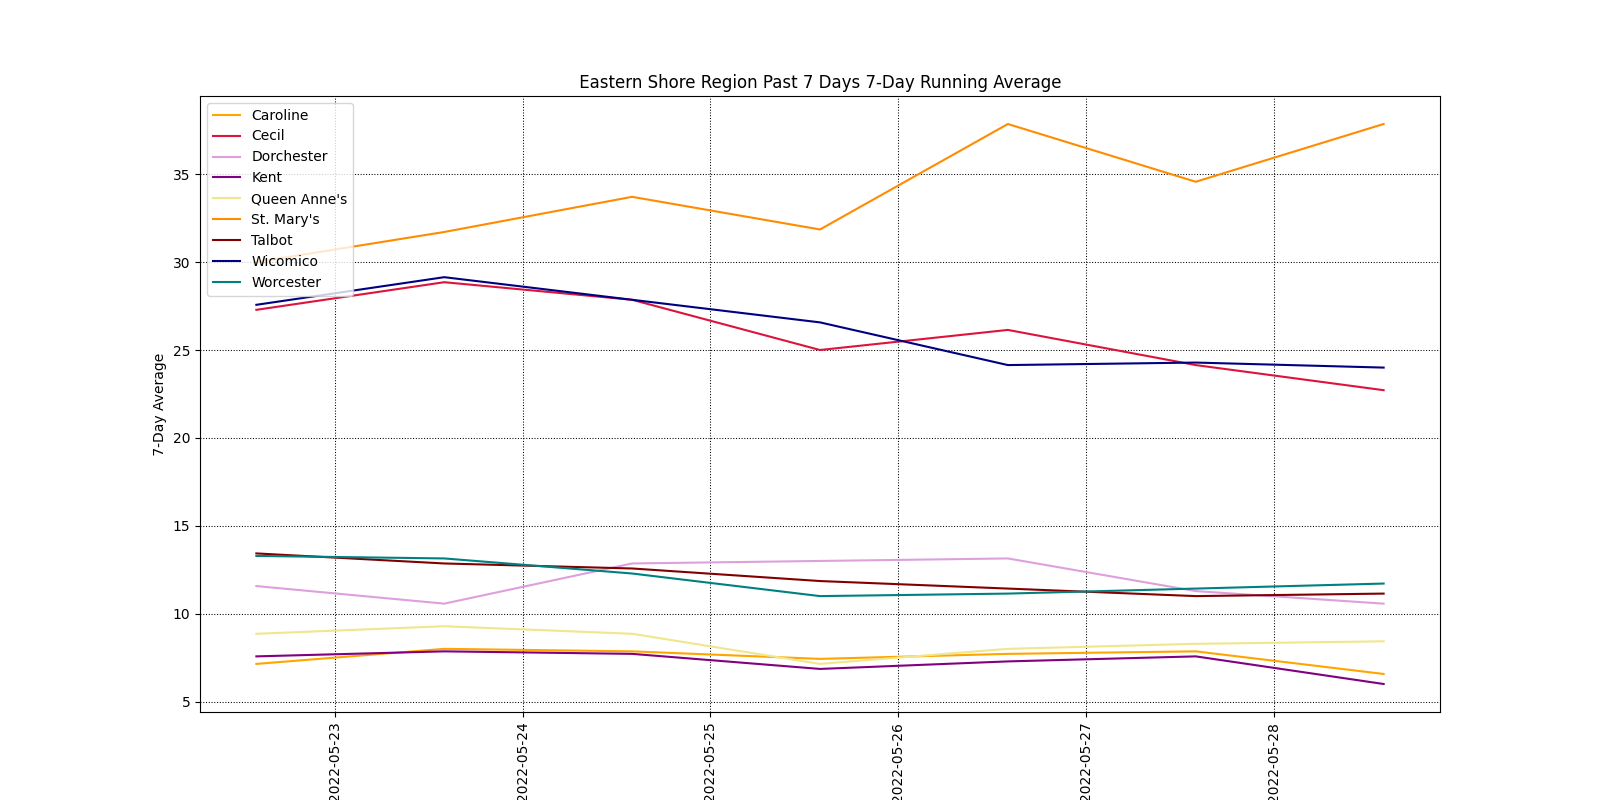 Eastern Shore Region Past 7 Days 7-Day Running Average
Caroline
Cecil
Dorchester
Kent
Queen Anne's
St. Mary's
Talbot
Wicomico
Worcester
7-Day Average
35
30
25
20
15
10
5
2022-05-23
2022-05-24
2022-05-25
2022-05-26
2022-05-27
2022-05-28